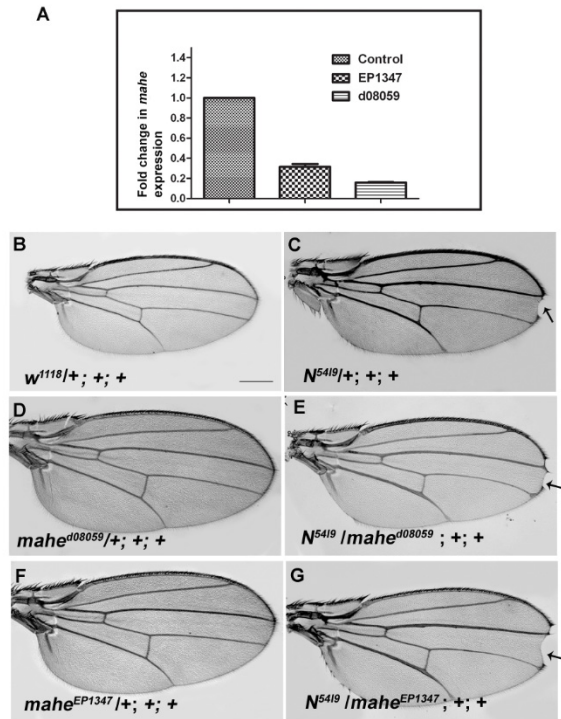 A
Fold change in mahe
expression
1.4
1.2
1.0
0.8
0.6
0.4
0.2
0.0
Control
EP1347
d08059
B
w1118/+; +; +
C
N54l9/+; +; +
D
mahed08059/+; +; +
E
N54l9 /mahed08059 ; +; +
F
maheEP1347/+; +; +
G
N54l9 /maheEP1347 ; +; +